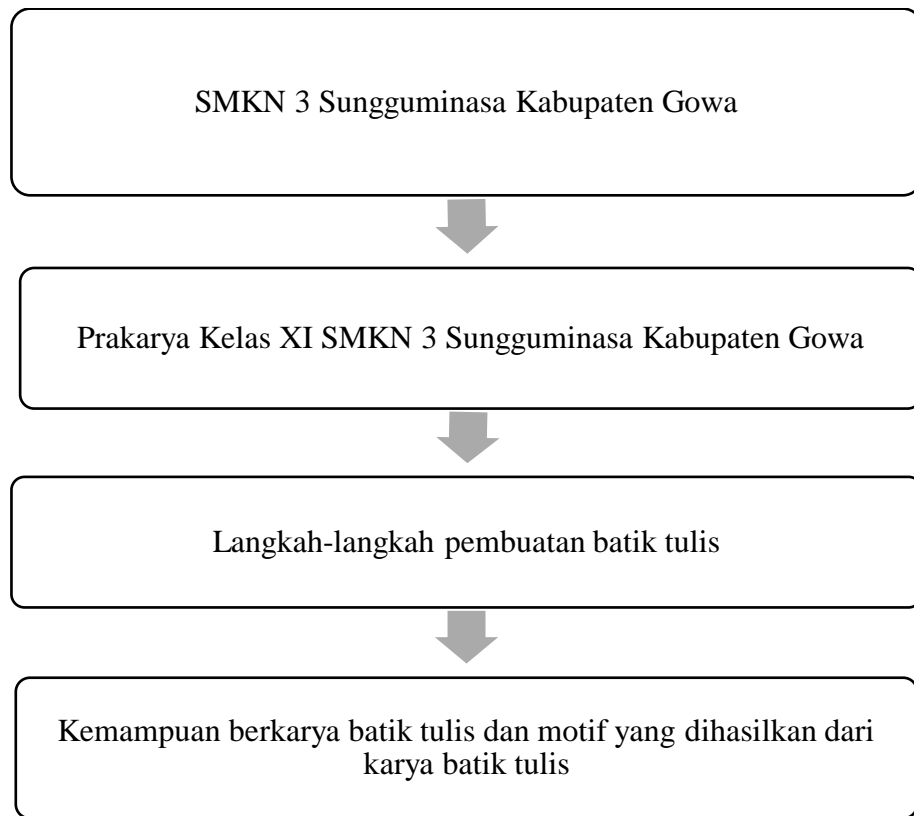 SMKN 3 Sungguminasa Kabupaten Gowa
Prakarya Kelas XI SMKN 3 Sungguminasa Kabupaten Gowa
Langkah-langkah pembuatan batik tulis
Kemampuan berkarya batik tulis dan motif yang dihasilkan dari
karya batik tulis